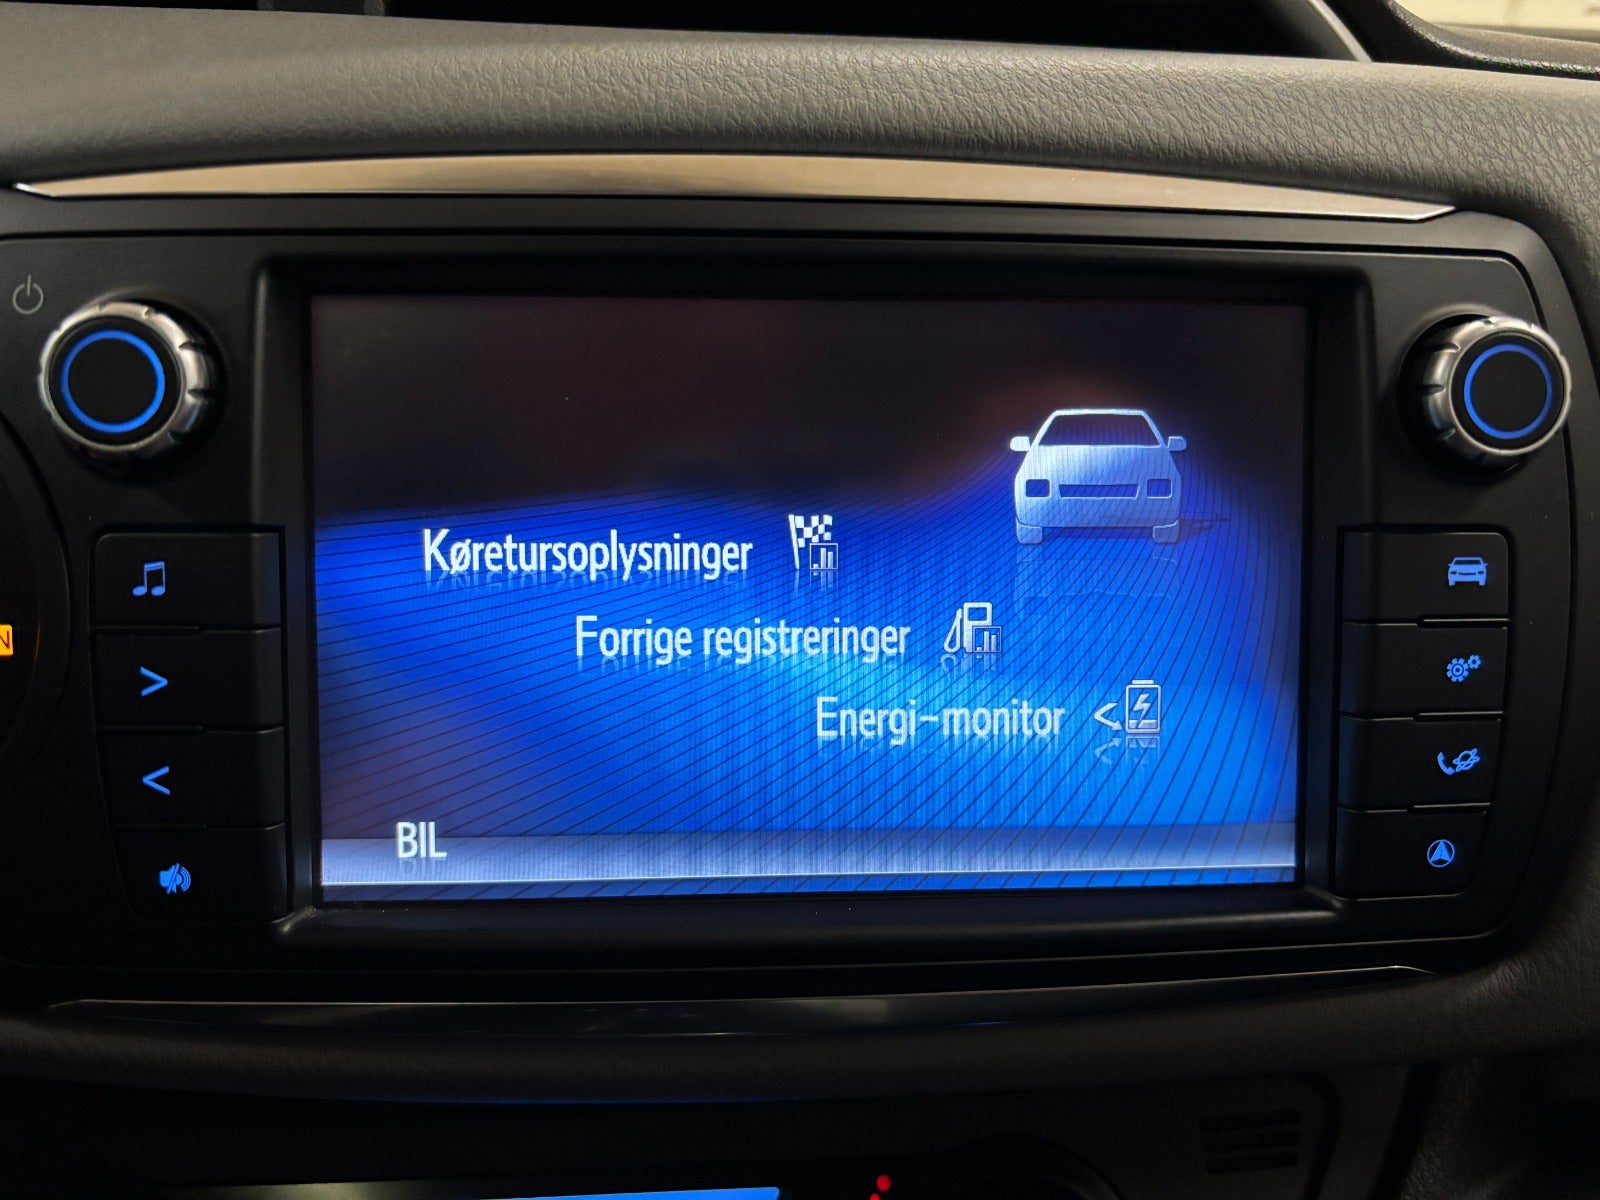 Køretursoplysninger
Forrige registreringer
Energi-monitor
BIL